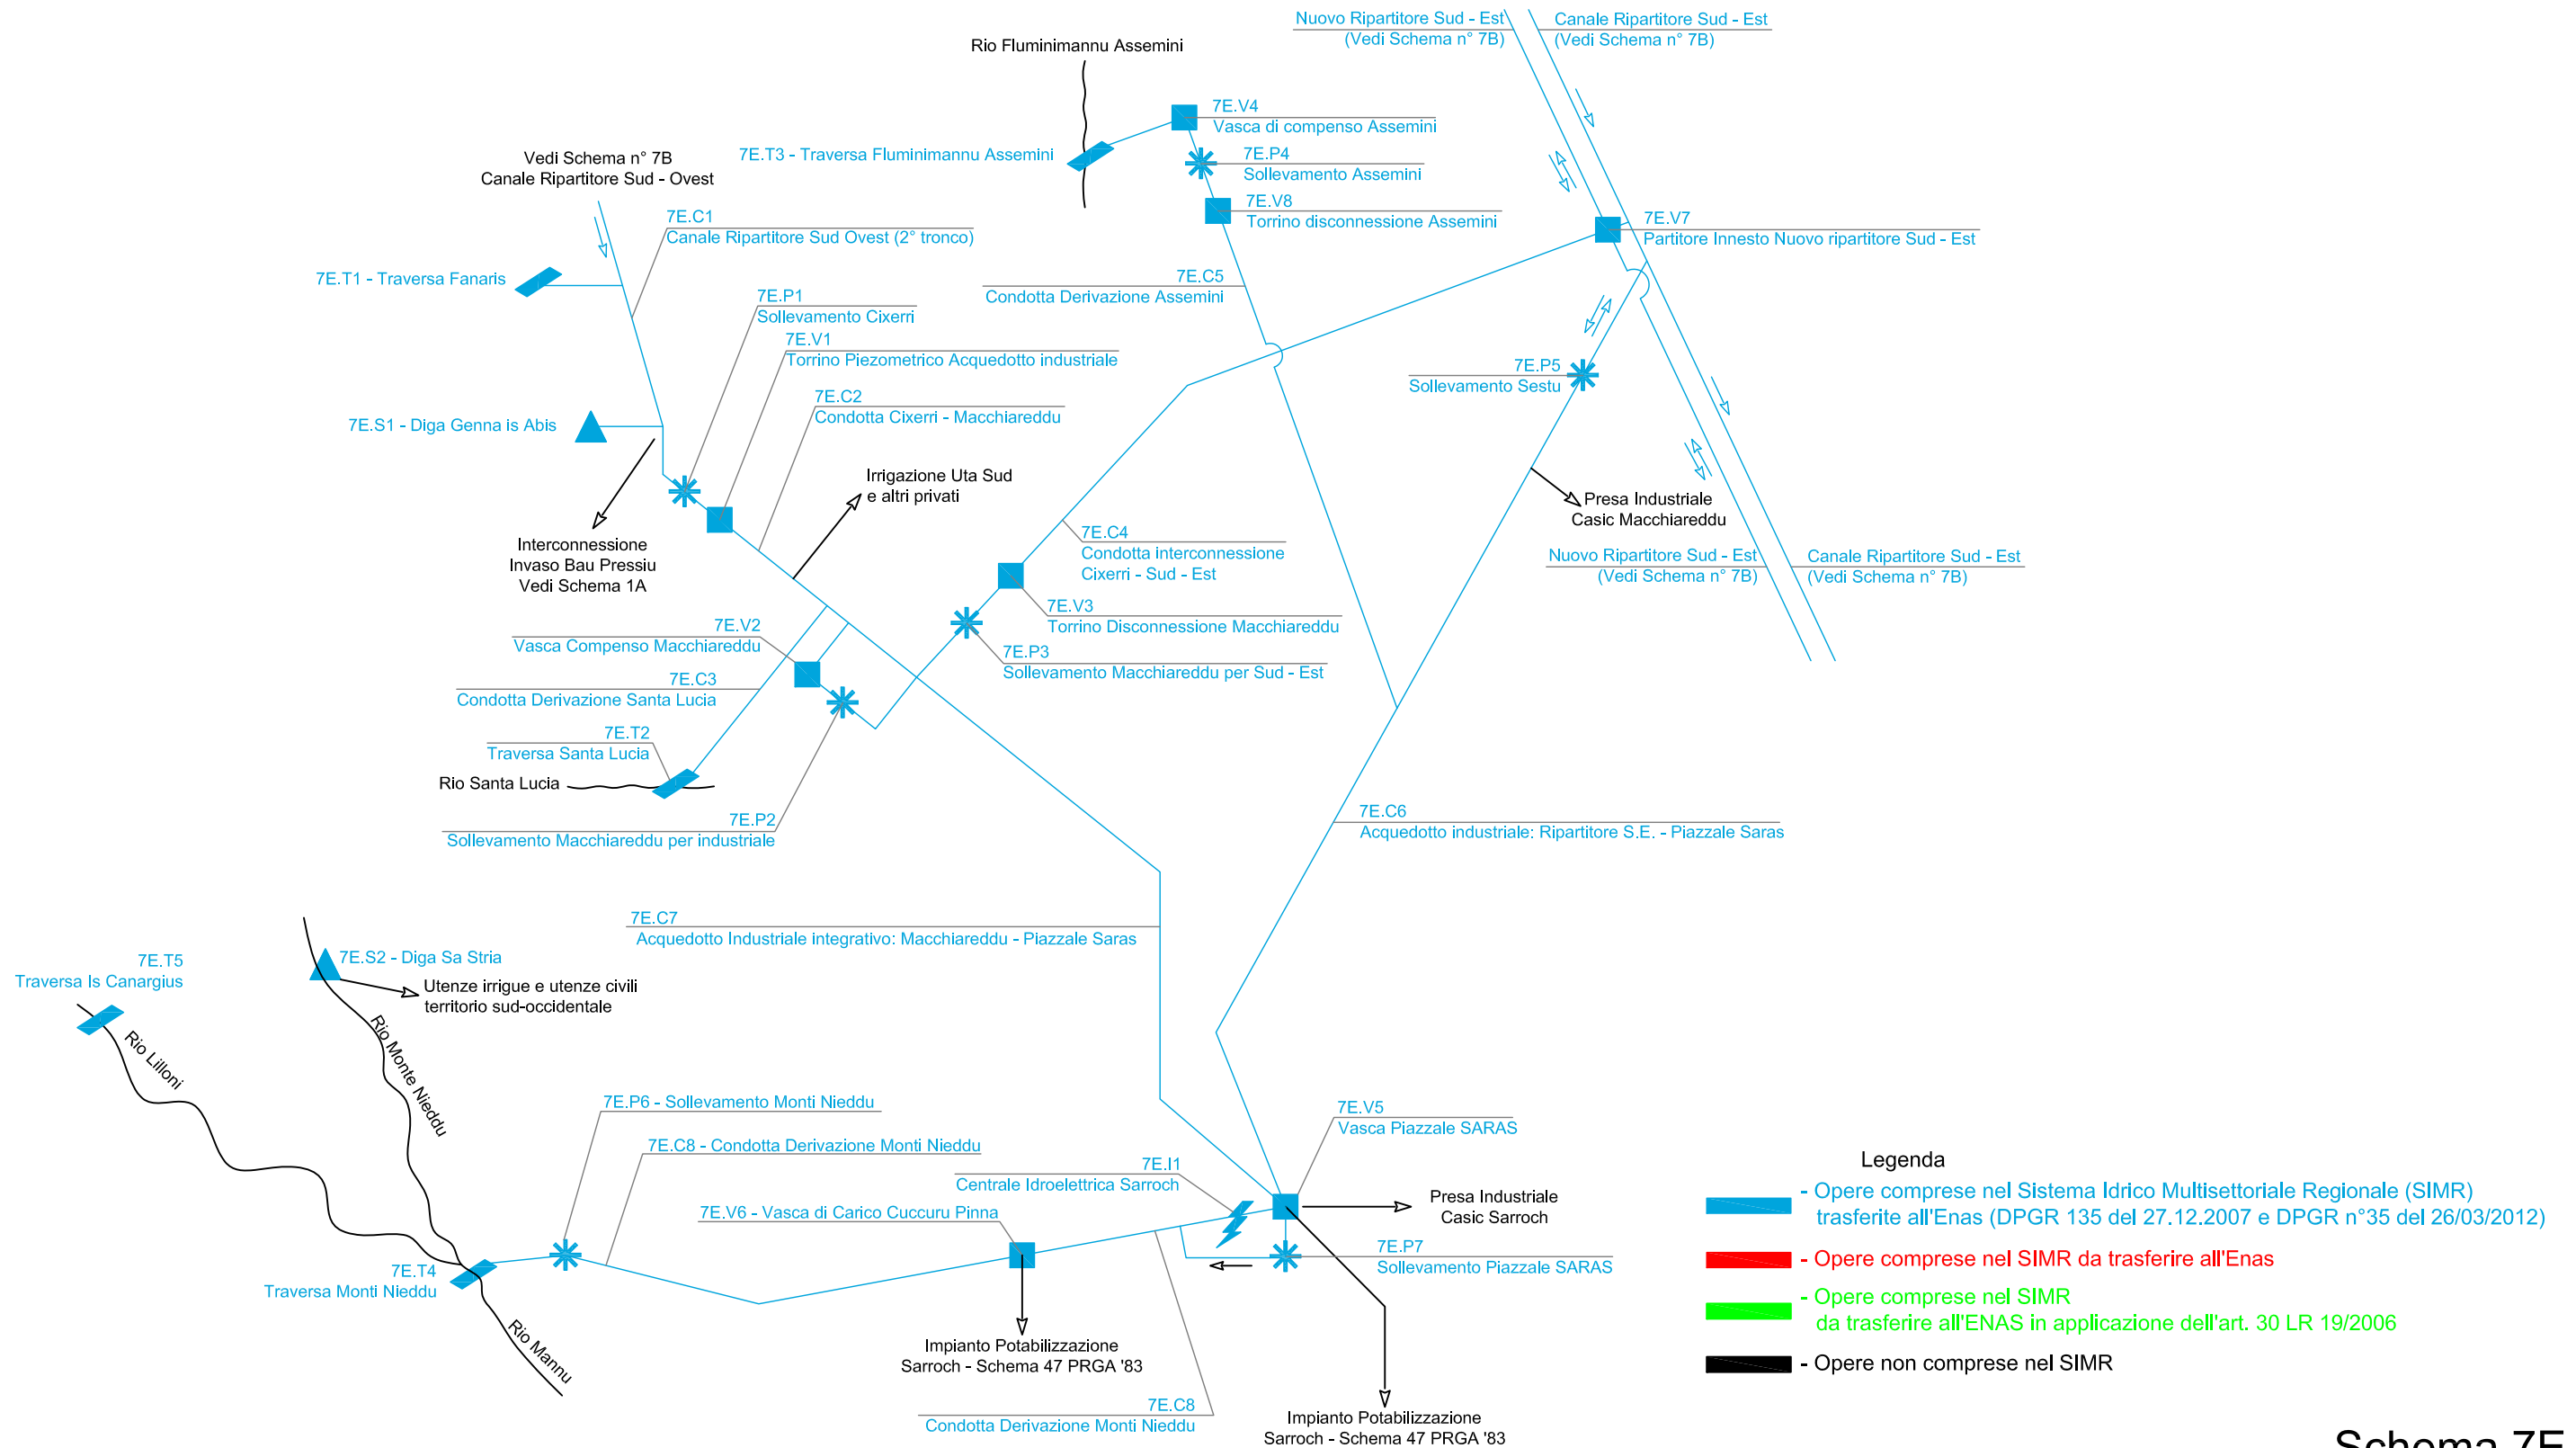 Nuovo Ripartitore Sud - Est
(Vedi Schema n° 7B)
Canale Ripartitore Sud - Est
(Vedi Schema n° 7B)
Rio Fluminimannu Assemini
7E.V4
Vasca di compenso Assemini
7E.T3 - Traversa Fluminimannu Assemini
7E.P4
Sollevamento Assemini
Vedi Schema n° 7B
Canale Ripartitore Sud - Ovest
7E.V8
Torrino disconnessione Assemini
7E.C1
Canale Ripartitore Sud Ovest (2° tronco)
7E.V7
Partitore Innesto Nuovo ripartitore Sud - Est
7E.T1 - Traversa Fanaris
7E.C5
Condotta Derivazione Assemini
7E.P1
Sollevamento Cixerri
7E.V1
Torrino Piezometrico Acquedotto industriale
7E.P5
Sollevamento Sestu
7E.C2
Condotta Cixerri - Macchiareddu
7E.S1 - Diga Genna is Abis
Irrigazione Uta Sud
e altri privati
Presa Industriale
Casic Macchiareddu
Interconnessione
Invaso Bau Pressiu
Vedi Schema 1A
7E.C4
Condotta interconnessione
Cixerri - Sud - Est
Nuovo Ripartitore Sud - Est
(Vedi Schema n° 7B)
Canale Ripartitore Sud - Est
(Vedi Schema n° 7B)
7E.V3
Torrino Disconnessione Macchiareddu
7E.V2
Vasca Compenso Macchiareddu
7E.P3
Sollevamento Macchiareddu per Sud - Est
7E.C3
Condotta Derivazione Santa Lucia
7E.T2
Traversa Santa Lucia
Rio Santa Lucia
7E.P2
Sollevamento Macchiareddu per industriale
7E.C6
Acquedotto industriale: Ripartitore S.E. - Piazzale Saras
7E.C7
Acquedotto Industriale integrativo: Macchiareddu - Piazzale Saras
7E.T5
Traversa Is Canargius
7E.S2 - Diga Sa Stria
Utenze irrigue e utenze civili
territorio sud-occidentale
Rio Lilloni
Rio Monte Nieddu
7E.P6 - Sollevamento Monti Nieddu
7E.C8 - Condotta Derivazione Monti Nieddu
7E.V5
Vasca Piazzale SARAS
7E.I1
Centrale Idroelettrica Sarroch
7E.V6 - Vasca di Carico Cuccuru Pinna
Presa Industriale
Casic Sarroch
7E.P7
Sollevamento Piazzale SARAS
7E.T4
Traversa Monti Nieddu
Rio Mannu
Impianto Potabilizzazione
Sarroch - Schema 47 PRGA '83
7E.C8
Condotta Derivazione Monti Nieddu
Impianto Potabilizzazione
Sarroch - Schema 47 PRGA '83
Legenda
- Opere comprese nel Sistema Idrico Multisettoriale Regionale (SIMR)
trasferite all'Enas (DPGR 135 del 27.12.2007 e DPGR n°35 del 26/03/2012)
- Opere comprese nel SIMR da trasferire all'Enas
- Opere comprese nel SIMR
da trasferire all'ENAS in applicazione dell'art. 30 LR 19/2006
- Opere non comprese nel SIMR
Schema 7E